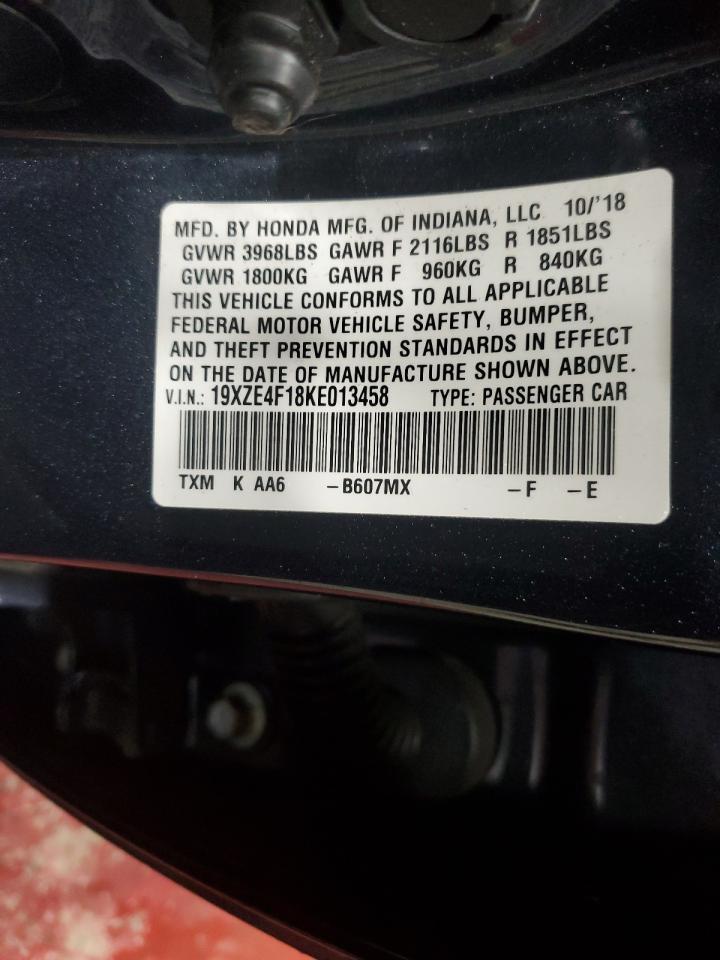 MFD. BY HONDA MFG. OF INDIANA, LLC 10/'18
GVWR 3968LBS GAWR F 2116LBS R 1851LBS
GVWR 1800KG GAWR F 960KG R 840KG
THIS VEHICLE CONFORMS TO ALL APPLICABLE
FEDERAL MOTOR VEHICLE SAFETY, BUMPER,
AND THEFT PREVENTION STANDARDS IN EFFECT
ON THE DATE OF MANUFACTURE SHOWN ABOVE.
V.I.N.: 19XZE4F18KE013458 TYPE: PASSENGER CAR
TXM K AA6 -B607MX -F -E